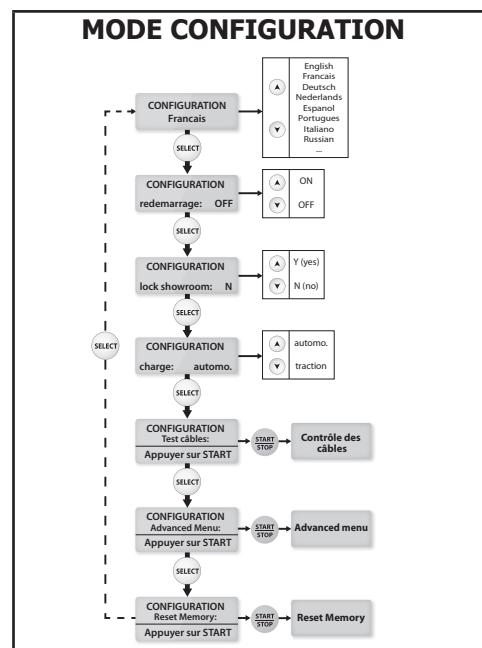 MODE CONFIGURATION
CONFIGURATION
Francais
English
Francais
Deutsch
Nederlands
Espanol
Portugues
Italiano
Russian
...
SELECT
CONFIGURATION
redemarrage: OFF
ON
OFF
SELECT
CONFIGURATION
lock showroom: N
Y (yes)
N (no)
SELECT
SELECT
CONFIGURATION
charge: automo.
automo.
traction
SELECT
CONFIGURATION
Test câbles:
Appuyer sur START
START
STOP
Contrôle des
câbles
SELECT
CONFIGURATION
Advanced Menu:
Appuyer sur START
START
STOP
Advanced menu
SELECT
CONFIGURATION
Reset Memory:
Appuyer sur START
START
STOP
Reset Memory